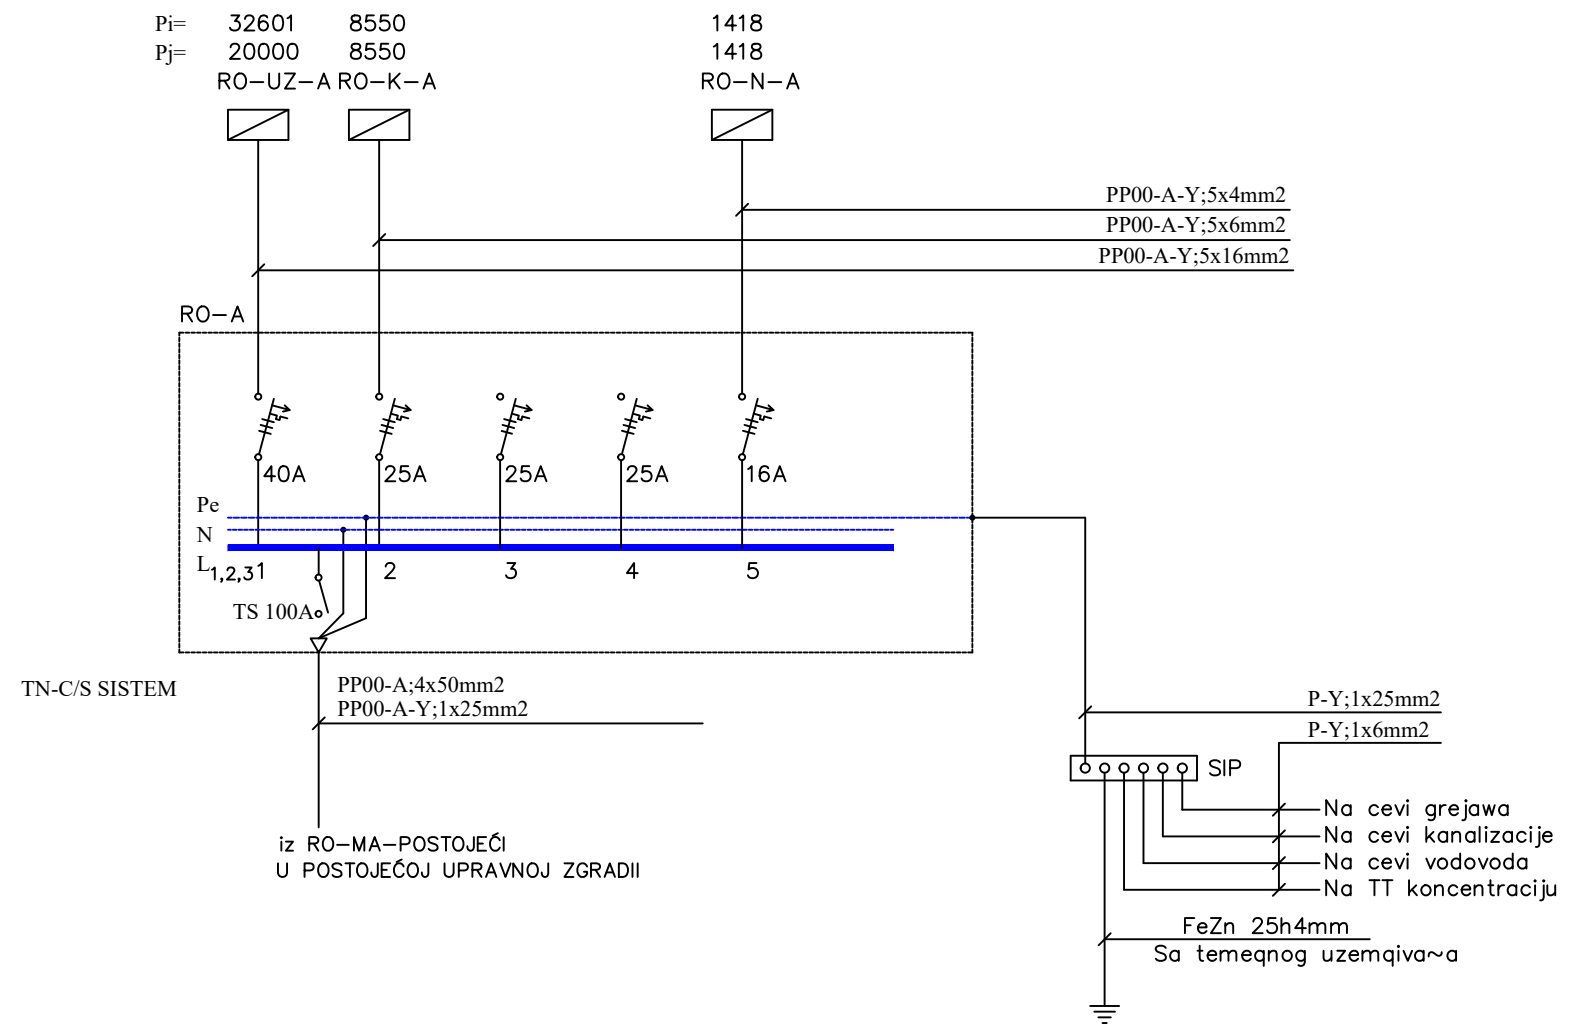 Pi= 32601 8550 1418
Pj= 20000 8550 1418
RO-UZ-A RO-K-A RO-N-A
PP00-A-Y;5x4mm2
PP00-A-Y;5x6mm2
PP00-A-Y;5x16mm2
RO-A
40A 25A 25A 25A 16A
Pe
N
L1,2,3 1 2 3 4 5
TS 100A
TN-C/S SISTEM
PP00-A;4x50mm2
PP00-A-Y;1x25mm2
P-Y;1x25mm2
P-Y;1x6mm2
SIP
Na cevi grejawa
Na cevi kanalizacije
Na cevi vodovoda
Na TT koncentraciju
iz RO-MA-POSTOJEĆI
U POSTOJEĆOJ UPRAVNOJ ZGRADII
FeZn 25h4mm
Sa temeqnog uzemqiva~a